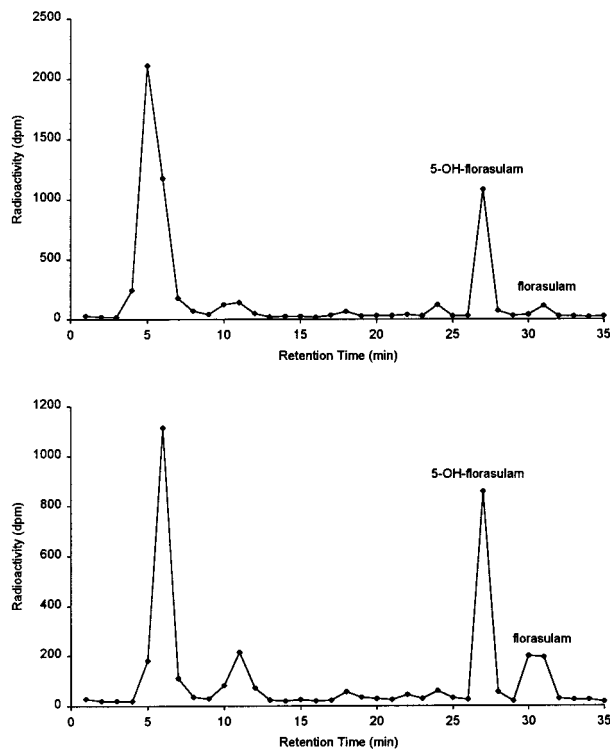 2500
2000
1500
1000
500
0
Radioactivity (dpm)
5-OH-florasulam
florasulam
0 5 10 15 20 25 30 35
Retention Time (min)
1200
1000
800
600
400
200
0
Radioactivity (dpm)
5-OH-florasulam
florasulam
0 5 10 15 20 25 30 35
Retention Time (min)